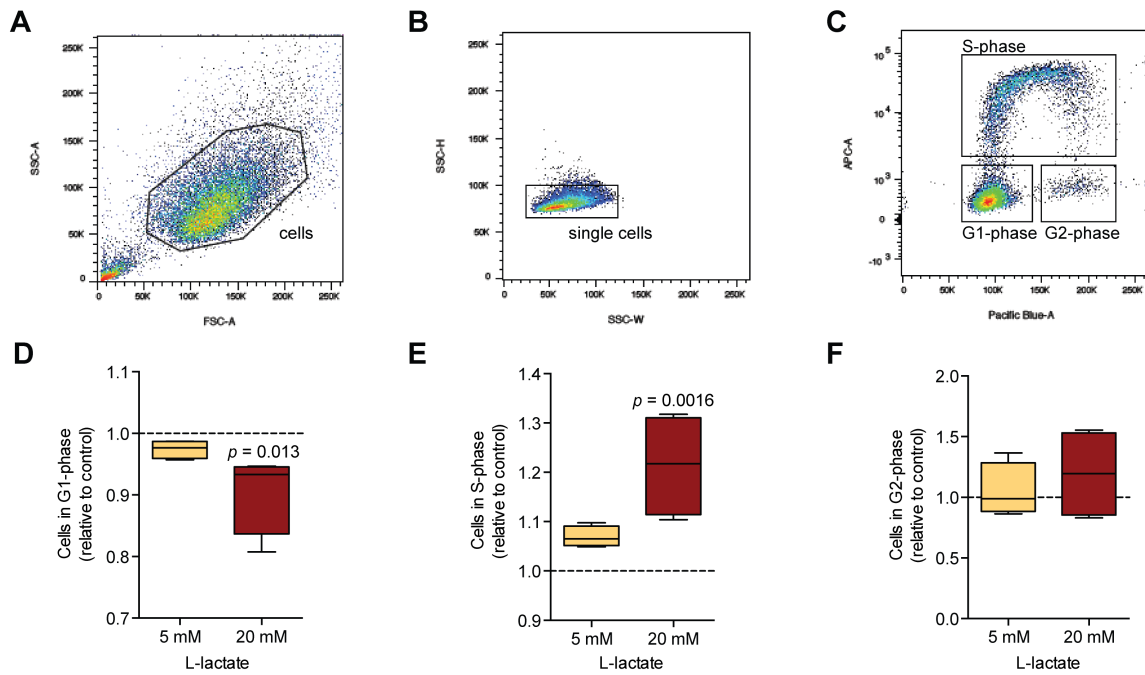 A
250K
200K
150K
100K
50K
0
SSC-A
cells
0 50K 100K 150K 200K 250K
FSC-A
B
250K
200K
150K
100K
50K
0
SSC-H
single cells
0 50K 100K 150K 200K 250K
SSC-W
C
S-phase
10^5
10^4
10^3
0
-10^3
APC-A
G1-phase G2-phase
0 50K 100K 150K 200K 250
Pacific Blue-A
D
1.1
1.0
0.9
0.8
0.7
Cells in G1-phase
(relative to control)
p = 0.013
5 mM 20 mM
L-lactate
E
1.4
1.3
1.2
1.1
1.0
0.9
Cells in S-phase
(relative to control)
p = 0.0016
5 mM 20 mM
L-lactate
F
2.0
1.5
1.0
0.5
0.0
Cells in G2-phase
(relative to control)
5 mM 20 mM
L-lactate